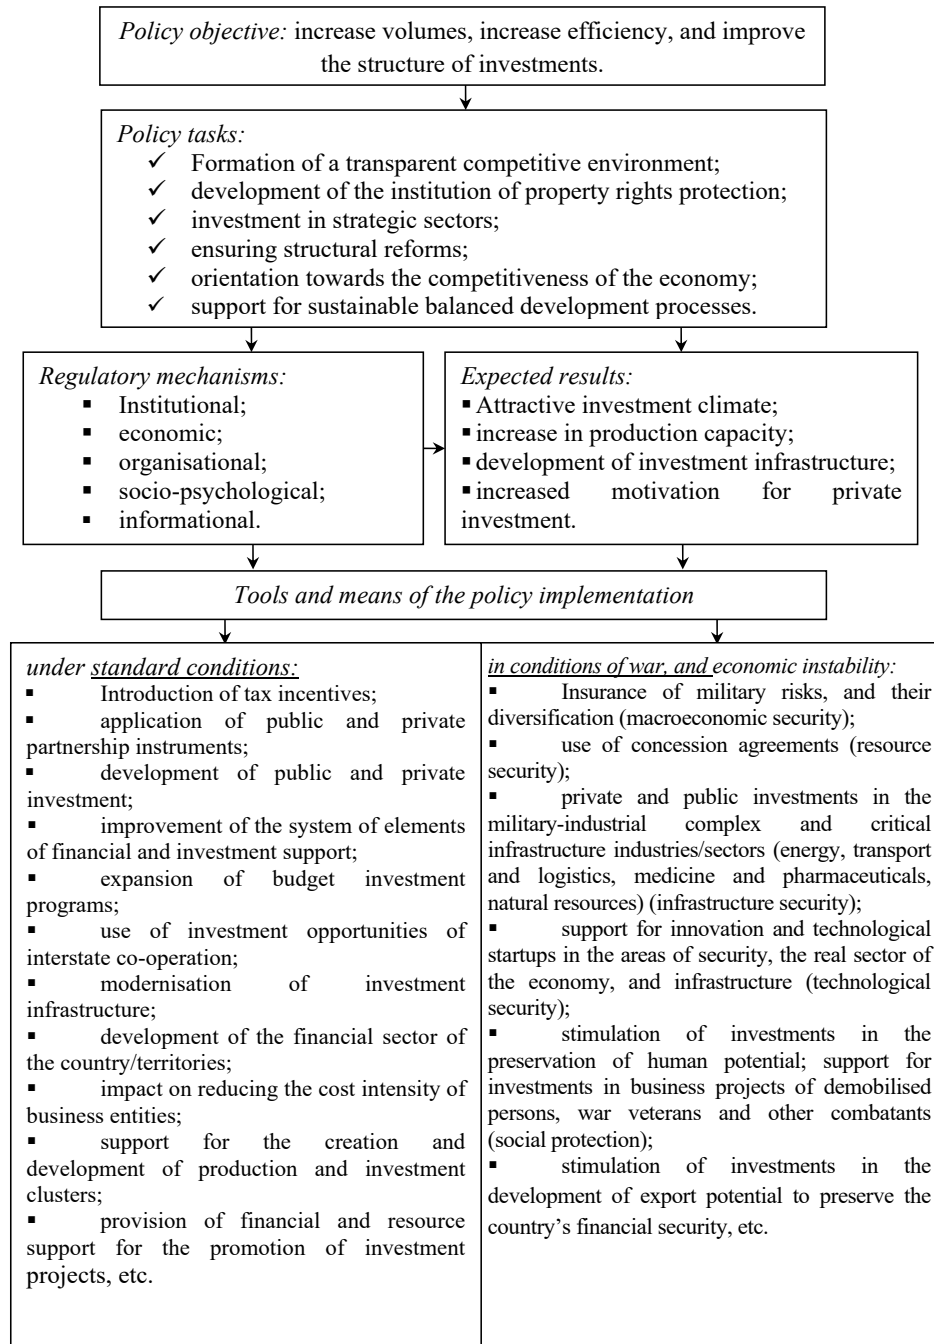 Policy objective: increase volumes, increase efficiency, and improve
the structure of investments.
Policy tasks:
✓ Formation of a transparent competitive environment;
✓ development of the institution of property rights protection;
✓ investment in strategic sectors;
✓ ensuring structural reforms;
✓ orientation towards the competitiveness of the economy;
✓ support for sustainable balanced development processes.
Regulatory mechanisms:
▪ Institutional;
▪ economic;
▪ organisational;
▪ socio-psychological;
▪ informational.
Expected results:
▪ Attractive investment climate;
▪ increase in production capacity;
▪ development of investment infrastructure;
▪ increased motivation for private
investment.
Tools and means of the policy implementation
under standard conditions:
▪ Introduction of tax incentives;
▪ application of public and private
partnership instruments;
▪ development of public and private
investment;
▪ improvement of the system of elements
of financial and investment support;
▪ expansion of budget investment
programs;
▪ use of investment opportunities of
interstate co-operation;
▪ modernisation of investment
infrastructure;
▪ development of the financial sector of
the country/territories;
▪ impact on reducing the cost intensity of
business entities;
▪ support for the creation and
development of production and investment
clusters;
▪ provision of financial and resource
support for the promotion of investment
projects, etc.
in conditions of war, and economic instability:
▪ Insurance of military risks, and their
diversification (macroeconomic security);
▪ use of concession agreements (resource
security);
▪ private and public investments in the
military-industrial complex and critical
infrastructure industries/sectors (energy, transport
and logistics, medicine and pharmaceuticals,
natural resources) (infrastructure security);
▪ support for innovation and technological
startups in the areas of security, the real sector of
the economy, and infrastructure (technological
security);
▪ stimulation of investments in the
preservation of human potential; support for
investments in business projects of demobilised
persons, war veterans and other combatants
(social protection);
▪ stimulation of investments in the
development of export potential to preserve the
country's financial security, etc.